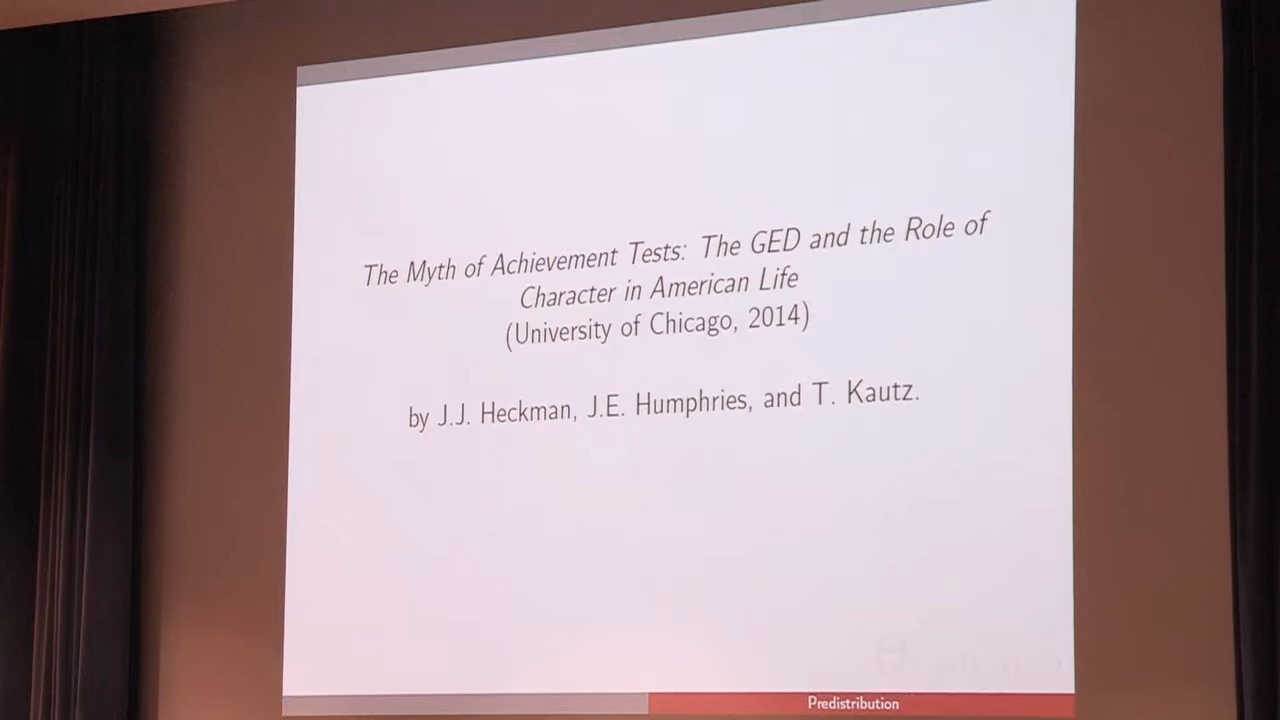 The Myth of Achievement Tests: The GED and the Role of
Character in American Life
(University of Chicago, 2014)
by J.J. Heckman, J.E. Humphries, and T. Kautz.
Predistribution